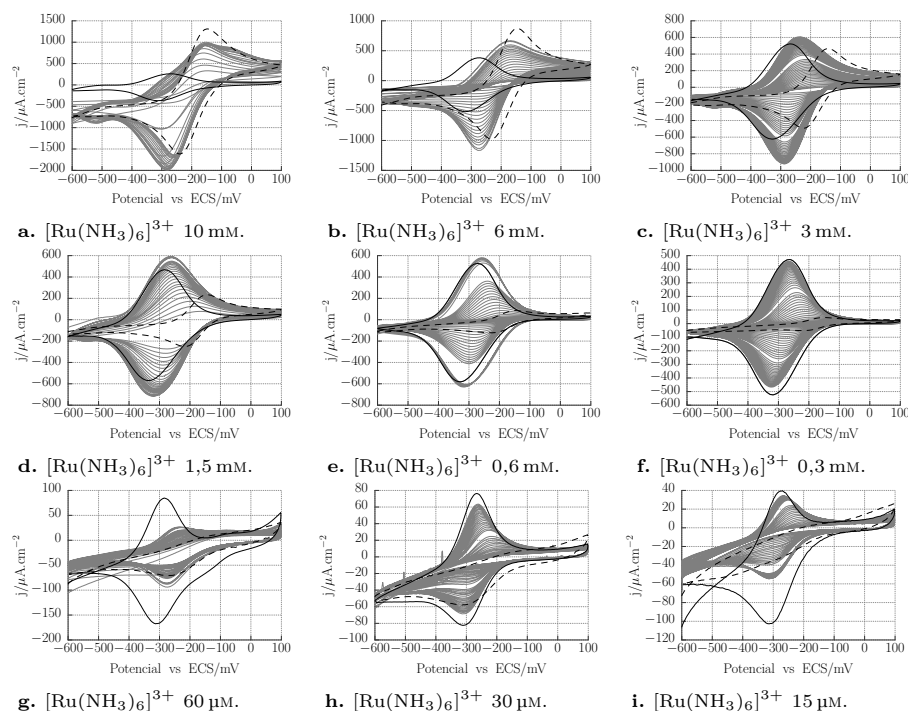 j/μA.cm⁻²
1500
1000
500
0
−500
−1000
−1500
−2000
−600−500−400−300−200−100 0 100
Potencial vs ECS/mV
a. [Ru(NH₃)₆]³⁺ 10 mM.
j/μA.cm⁻²
1000
500
0
−500
−1000
−1500
−600−500−400−300−200−100 0 100
Potencial vs ECS/mV
b. [Ru(NH₃)₆]³⁺ 6 mM.
j/μA.cm⁻²
800
600
400
200
0
−200
−400
−600
−800
−1000
−600−500−400−300−200−100 0 100
Potencial vs ECS/mV
c. [Ru(NH₃)₆]³⁺ 3 mM.
j/μA.cm⁻²
600
400
200
0
−200
−400
−600
−800
−600−500−400−300−200−100 0 100
Potencial vs ECS/mV
d. [Ru(NH₃)₆]³⁺ 1,5 mM.
j/μA.cm⁻²
600
400
200
0
−200
−400
−600
−800
−600−500−400−300−200−100 0 100
Potencial vs ECS/mV
e. [Ru(NH₃)₆]³⁺ 0,6 mM.
j/μA.cm⁻²
500
400
300
200
100
0
−100
−200
−300
−400
−500
−600
−600−500−400−300−200−100 0 100
Potencial vs ECS/mV
f. [Ru(NH₃)₆]³⁺ 0,3 mM.
j/μA.cm⁻²
100
50
0
−50
−100
−150
−200
−600−500−400−300−200−100 0 100
Potencial vs ECS/mV
g. [Ru(NH₃)₆]³⁺ 60 μM.
j/μA.cm⁻²
80
60
40
20
0
−20
−40
−60
−80
−100
−600−500−400−300−200−100 0 100
Potencial vs ECS/mV
h. [Ru(NH₃)₆]³⁺ 30 μM.
j/μA.cm⁻²
40
20
0
−20
−40
−60
−80
−100
−120
−600−500−400−300−200−100 0 100
Potencial vs ECS/mV
i. [Ru(NH₃)₆]³⁺ 15 μM.